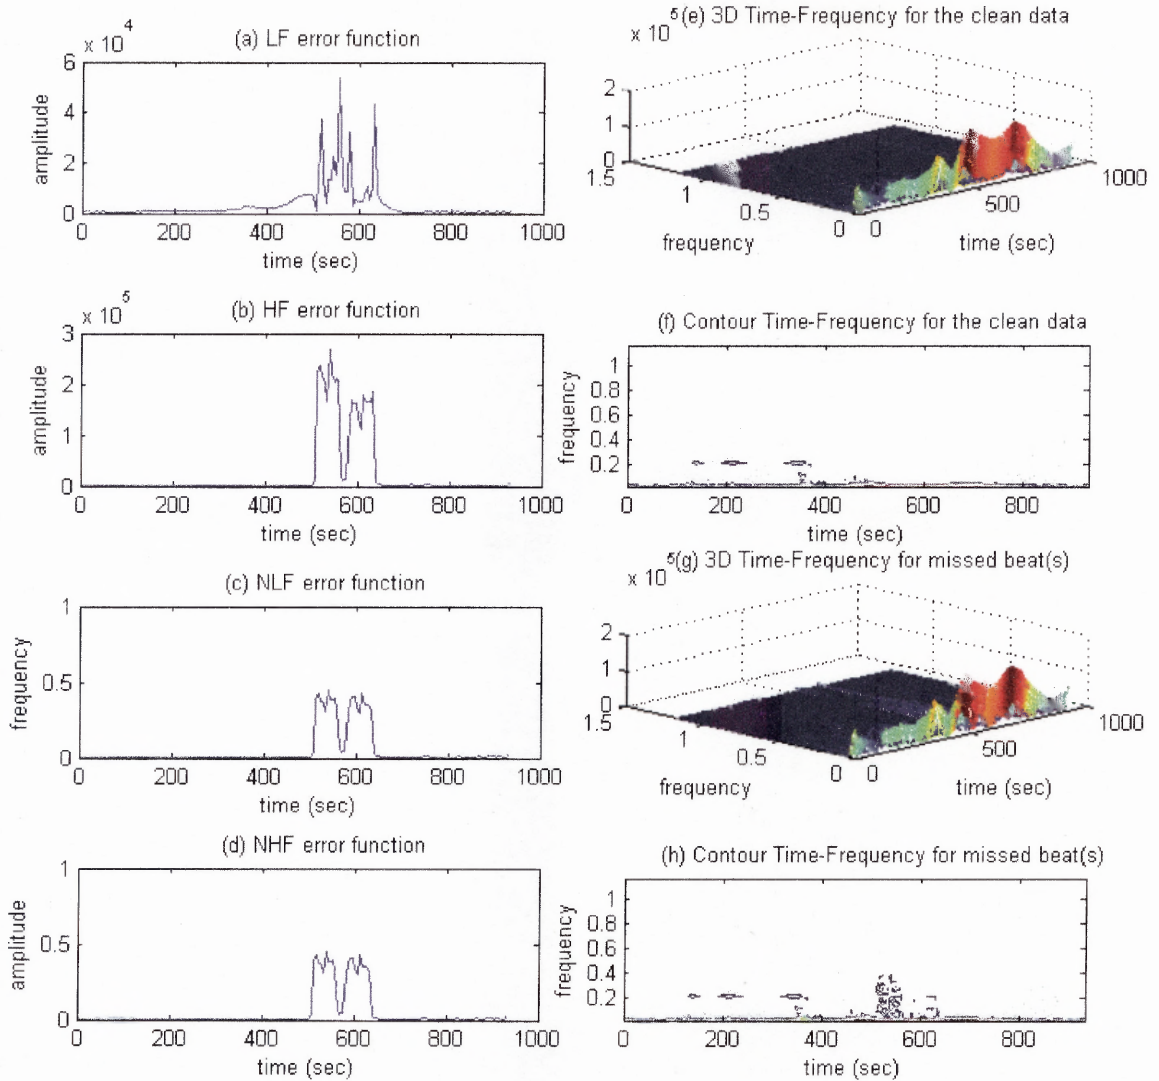 (a) LF error function
x 10^4
6
4
2
0
amplitude
0 200 400 600 800 1000
time (sec)
(b) HF error function
x 10^5
3
2
1
0
amplitude
0 200 400 600 800 1000
time (sec)
(c) NLF error function
1
0.5
0
frequency
0 200 400 600 800 1000
time (sec)
(d) NHF error function
1
0.5
0
amplitude
0 200 400 600 800 1000
time (sec)
x 10^5 (e) 3D Time-Frequency for the clean data
2
1
0
1.5 1 0.5 0
frequency
0 500 1000
time (sec)
(f) Contour Time-Frequency for the clean data
1
0.8
0.6
0.4
0.2
frequency
0 200 400 600 800
time (sec)
x 10^5 (g) 3D Time-Frequency for missed beat(s)
2
1
0
1.5 1 0.5 0
frequency
0 500 1000
time (sec)
(h) Contour Time-Frequency for missed beat(s)
1
0.8
0.6
0.4
0.2
frequency
0 200 400 600 800
time (sec)